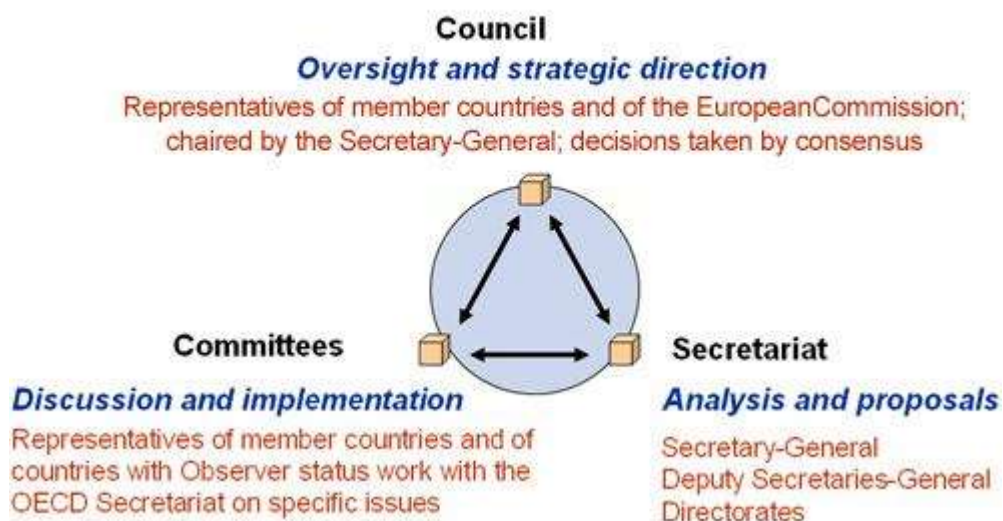 Council
Oversight and strategic direction
Representatives of member countries and of the EuropeanCommission;
chaired by the Secretary-General; decisions taken by consensus
Committees
Discussion and implementation
Representatives of member countries and of
countries with Observer status work with the
OECD Secretariat on specific issues
Secretariat
Analysis and proposals
Secretary-General
Deputy Secretaries-General
Directorates